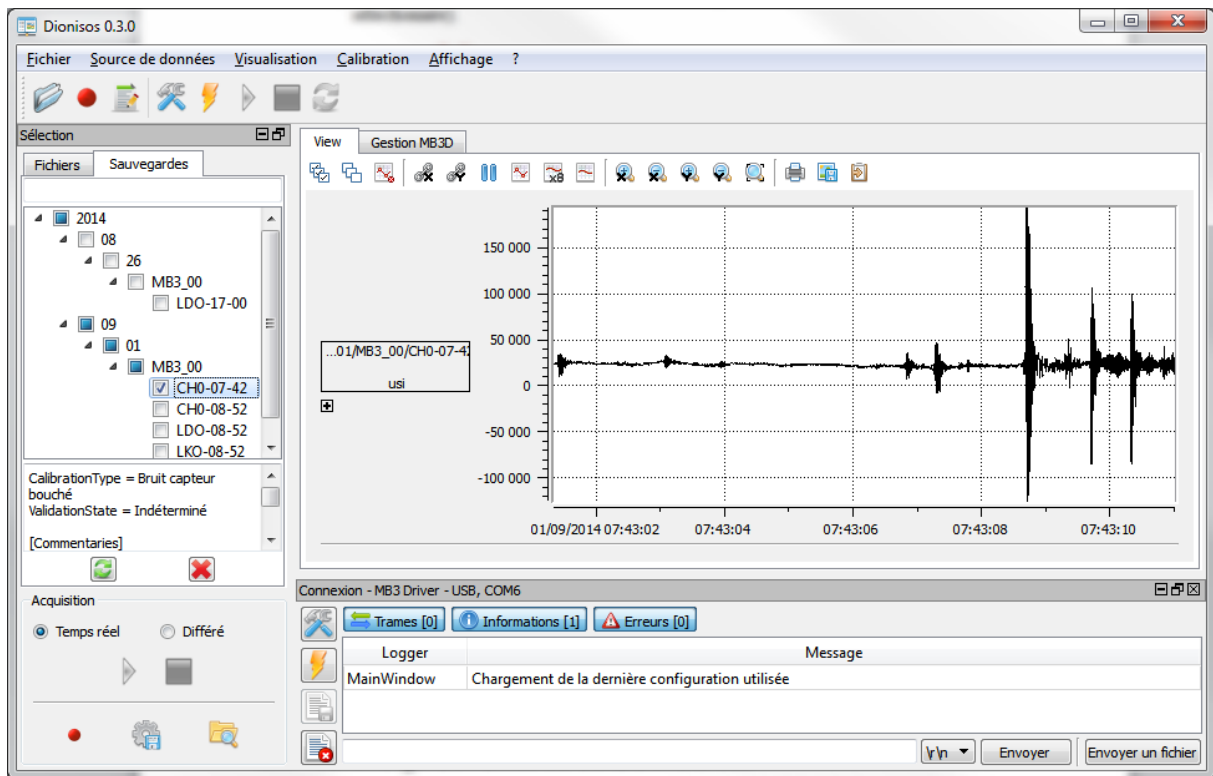 Dionisos 0.3.0
Fichier Source de données Visualisation Calibration Affichage ?
Sélection
Fichiers Sauvegardes
2014
08
26
MB3_00
LDO-17-00
09
01
MB3_00
CH0-07-42
CH0-08-52
LDO-08-52
LKO-08-52
CalibrationType = Bruit capteur
bouché
ValidationState = Indéterminé
[Commentaries]
Acquisition
Temps réel Différé
View Gestion MB3D
150 000
100 000
50 000
0
-50 000
-100 000
...01/MB3_00/CH0-07-42
usi
01/09/2014 07:43:02 07:43:04 07:43:06 07:43:08 07:43:10
Connexion - MB3 Driver - USB, COM6
Trames [0] Informations [1] Erreurs [0]
Logger Message
MainWindow Chargement de la dernière configuration utilisée
\r\n Envoyer Envoyer un fichier